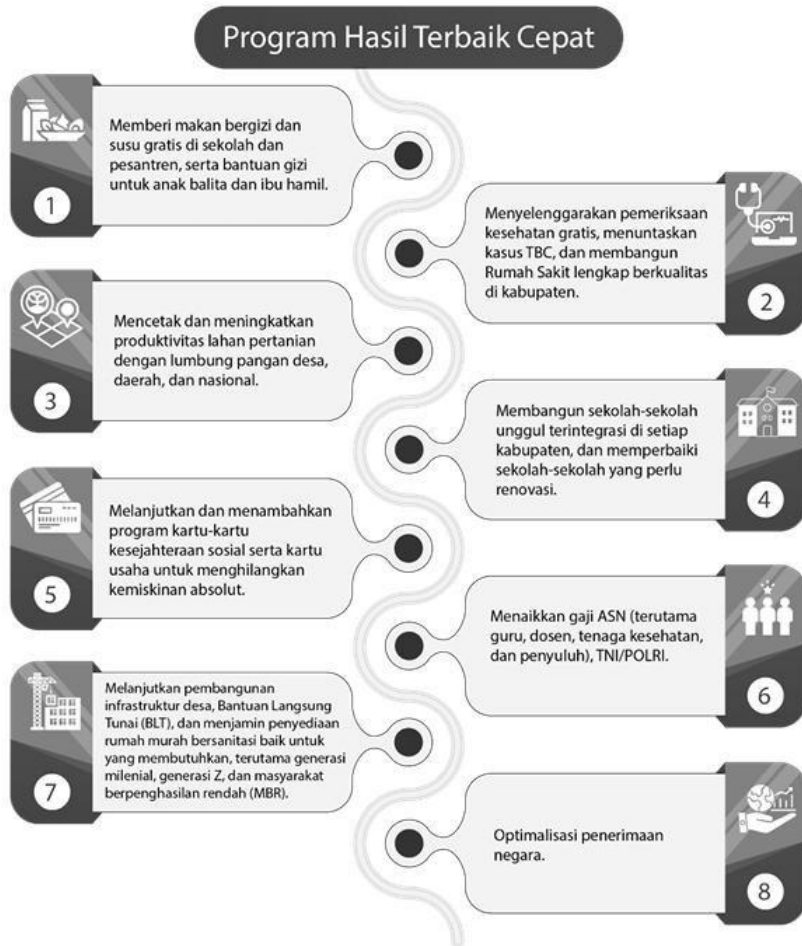 Program Hasil Terbaik Cepat
Memberi makan bergizi dan
susu gratis di sekolah dan
pesantren, serta bantuan gizi
untuk anak balita dan ibu hamil.
1
Menyelenggarakan pemeriksaan
kesehatan gratis, menuntaskan
kasus TBC, dan membangun
Rumah Sakit lengkap berkualitas
di kabupaten.
2
Mencetak dan meningkatkan
produktivitas lahan pertanian
dengan lumbung pangan desa,
daerah, dan nasional.
3
Membangun sekolah-sekolah
unggul terintegrasi di setiap
kabupaten, dan memperbaiki
sekolah-sekolah yang perlu
renovasi.
4
Melanjutkan dan menambahkan
program kartu-kartu
kesejahteraan sosial serta kartu
usaha untuk menghilangkan
kemiskinan absolut.
5
Menaikkan gaji ASN (terutama
guru, dosen, tenaga kesehatan,
dan penyuluh), TNI/POLRI.
6
Melanjutkan pembangunan
infrastruktur desa, Bantuan Langsung
Tunai (BLT), dan menjamin penyediaan
rumah murah bersanitasi baik untuk
yang membutuhkan, terutama generasi
milenial, generasi Z, dan masyarakat
berpenghasilan rendah (MBR).
7
Optimalisasi penerimaan
negara.
8